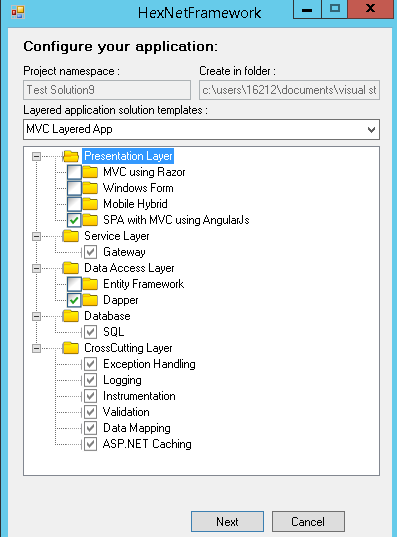 HexNetFramework
Configure your application:
Project namespace : Create in folder :
Test Solution9 c:\users\16212\documents\visual st
Layered application solution templates :
MVC Layered App
Presentation Layer
MVC using Razor
Windows Form
Mobile Hybrid
SPA with MVC using AngularJs
Service Layer
Gateway
Data Access Layer
Entity Framework
Dapper
Database
SQL
CrossCutting Layer
Exception Handling
Logging
Instrumentation
Validation
Data Mapping
ASP.NET Caching
Next Cancel